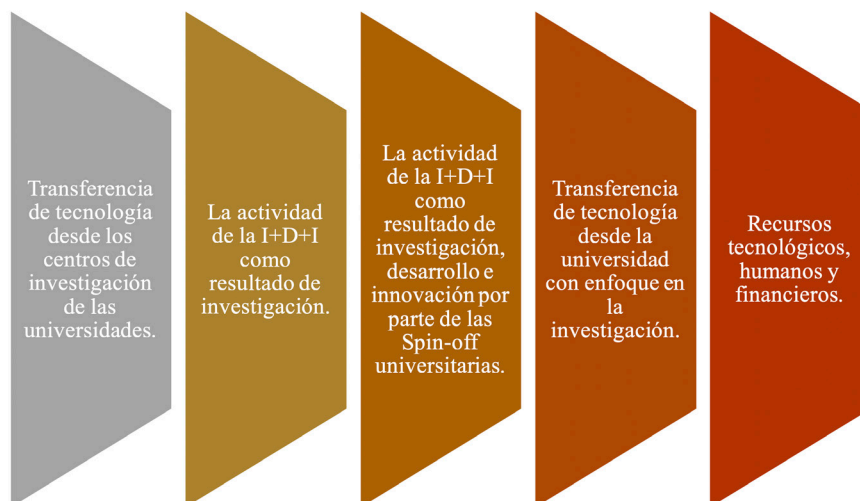 Transferencia
de tecnología
desde los
centros de
investigación
de las
universidades.
La actividad
de la I+D+I
como
resultado de
investigación.
La actividad
de la I+D+I
como
resultado de
investigación,
desarrollo e
innovación por
parte de las
Spin-off
universitarias.
Transferencia
de tecnología
desde la
universidad
con enfoque en
la
investigación.
Recursos
tecnológicos,
humanos y
financieros.